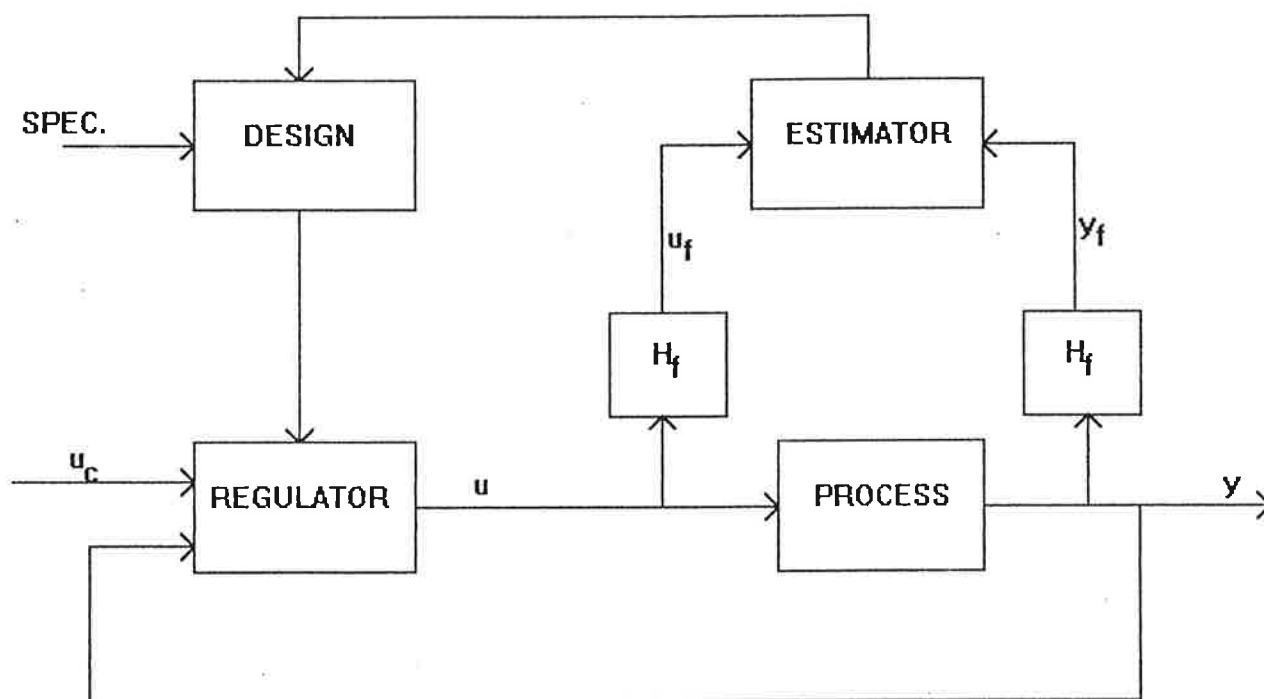 SPEC.
DESIGN
ESTIMATOR
u_f
y_f
H_f
H_f
u_c
REGULATOR
u
PROCESS
y